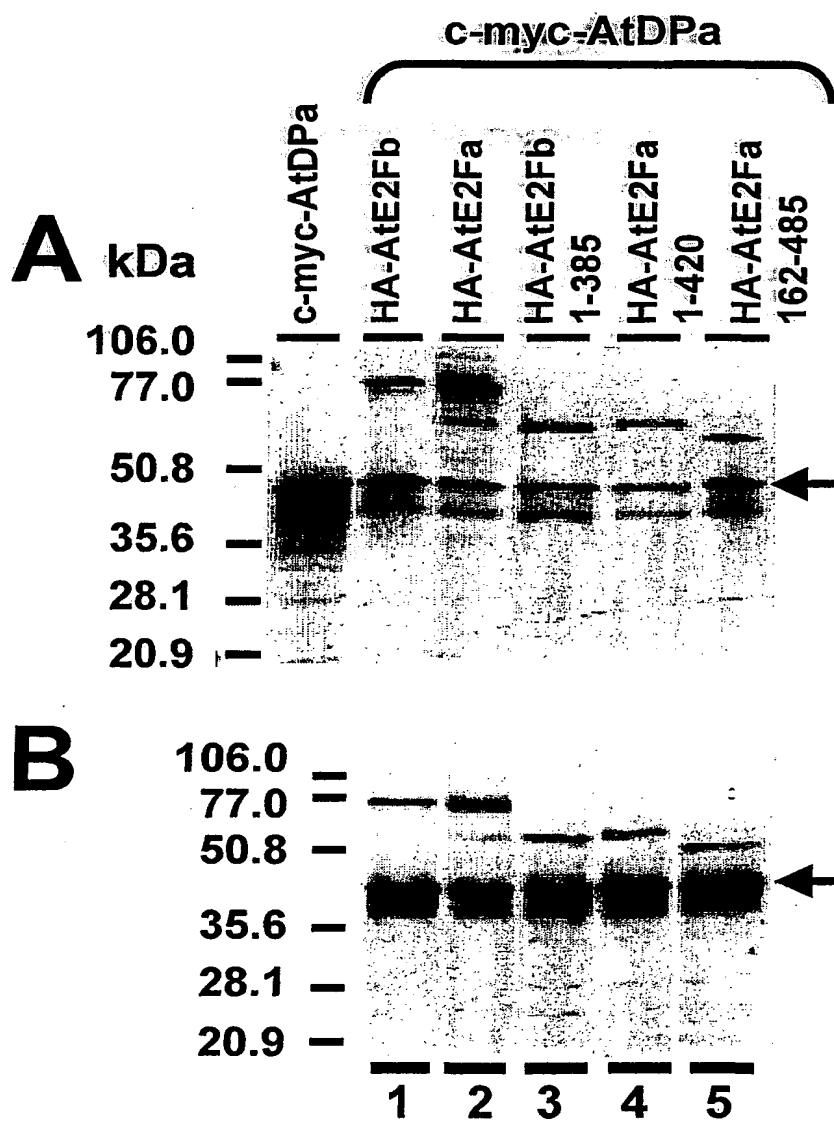 c-myc-AtDPa
c-myc-AtDPa
HA-AtE2Fb
HA-AtE2Fa
HA-AtE2Fb
1-385
HA-AtE2Fa
1-420
HA-AtE2Fa
162-485
A kDa
106.0
77.0
50.8
35.6
28.1
20.9
B
106.0
77.0
50.8
35.6
28.1
20.9
1 2 3 4 5